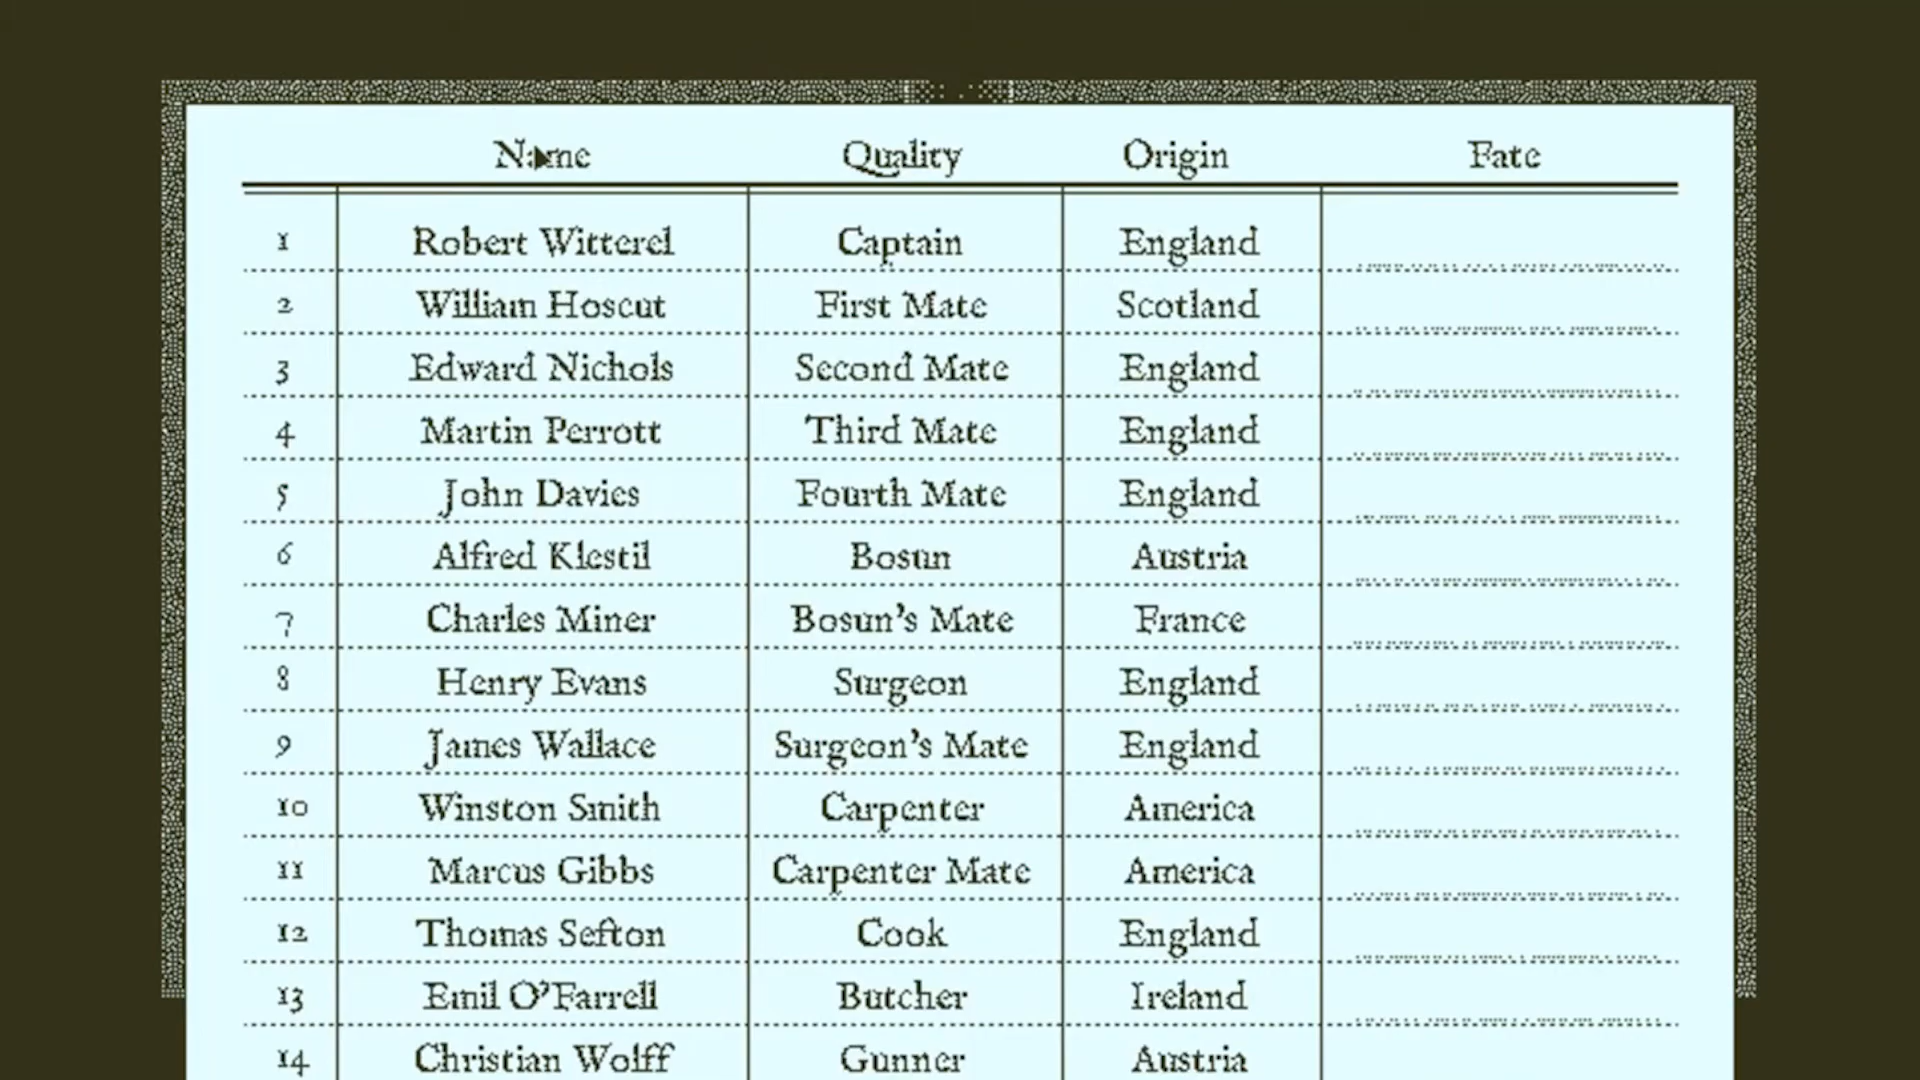 Name Quality Origin Fate
1 Robert Witterel Captain England
2 William Hoscut First Mate Scotland
3 Edward Nichols Second Mate England
4 Martin Perrott Third Mate England
5 John Davies Fourth Mate England
6 Alfred Klestil Bosun Austria
7 Charles Miner Bosun's Mate France
8 Henry Evans Surgeon England
9 James Wallace Surgeon's Mate England
10 Winston Smith Carpenter America
11 Marcus Gibbs Carpenter Mate America
12 Thomas Sefton Cook England
13 Emil O'Farrell Butcher Ireland
14 Christian Wolff Gunner Austria